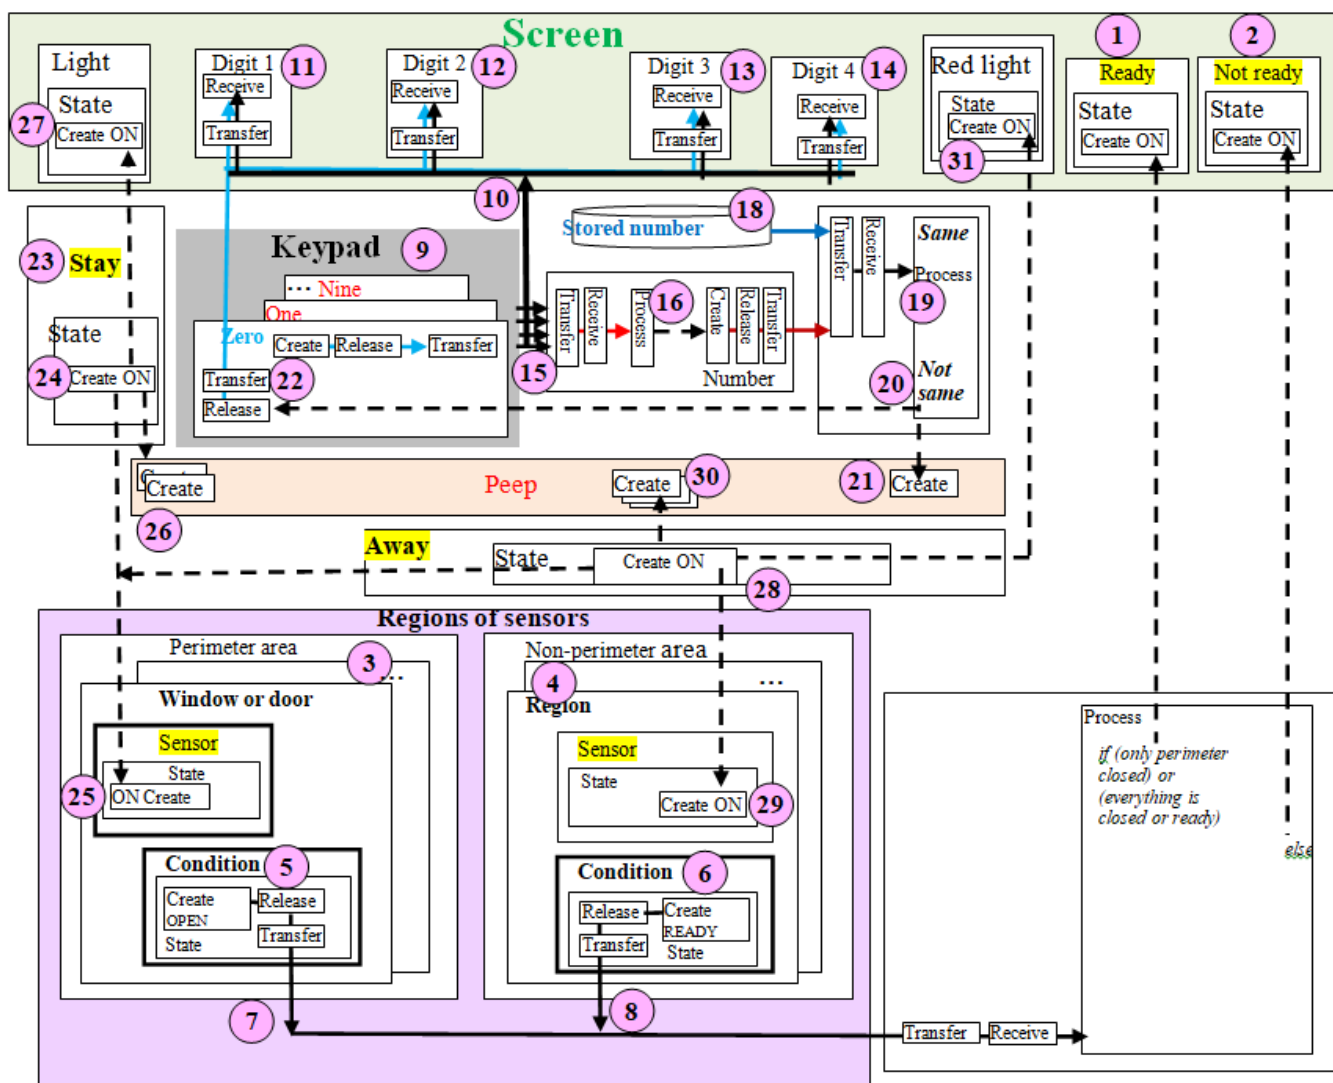 Screen
1
2
Light
Digit 1
11
Digit 2
12
Digit 3
13
Digit 4
14
Red light
Ready
Not ready
Receive
Receive
Receive
Receive
State
State
State
State
27
Create ON
Transfer
Transfer
Transfer
Transfer
Create ON
Create ON
Create ON
31
10
18
Stored number
23
Stay
Keypad
9
Transfer
Receive
Same
Process
... Nine
One
Zero
16
19
Transfer
Receive
Process
Create
Release
Transfer
State
Create
Release
Transfer
15
Number
24
Create ON
Transfer
22
Release
20
Not
same
Create
Peep
Create
30
21
Create
26
Away
State
Create ON
28
Regions of sensors
Perimeter area
3
...
Non-perimeter area
4
...
Window or door
Region
Sensor
State
25
ON Create
Sensor
State
Create ON
29
Process
if (only perimeter
closed) or
(everything is
closed or ready)
else
Condition
5
Create
OPEN
Release
Transfer
State
Condition
6
Release
Create
READY
Transfer
State
7
8
Transfer
Receive